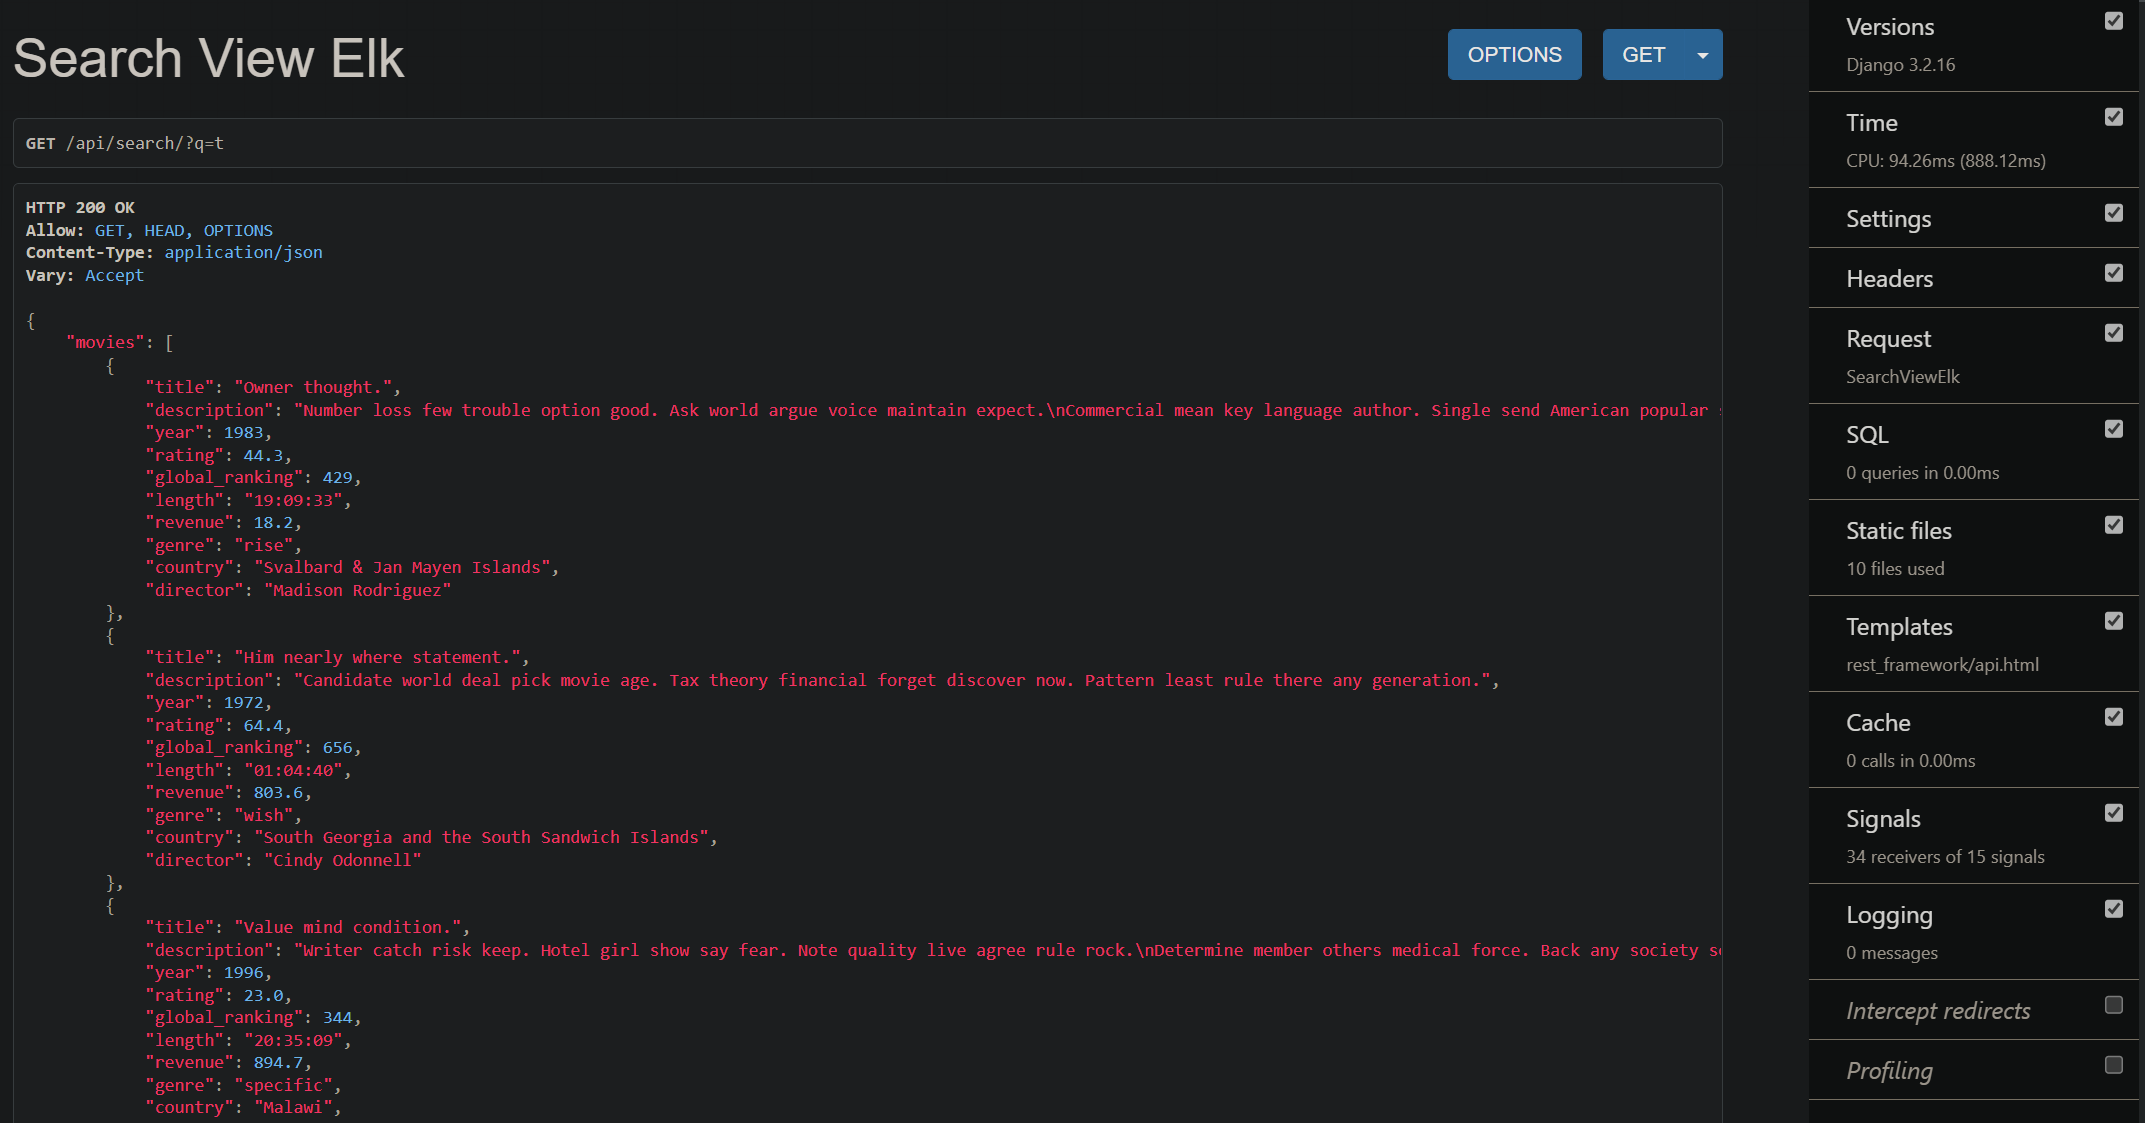 Search View Elk
OPTIONS
GET
GET /api/search/?q=t
HTTP 200 OK
Allow: GET, HEAD, OPTIONS
Content-Type: application/json
Vary: Accept
{
    "movies": [
        {
            "title": "Owner thought.",
            "description": "Number loss few trouble option good. Ask world argue voice maintain expect.\nCommercial mean key language author. Single send American popular
            "year": 1983,
            "rating": 44.3,
            "global_ranking": 429,
            "length": "19:09:33",
            "revenue": 18.2,
            "genre": "rise",
            "country": "Svalbard & Jan Mayen Islands",
            "director": "Madison Rodriguez"
        },
        {
            "title": "Him nearly where statement.",
            "description": "Candidate world deal pick movie age. Tax theory financial forget discover now. Pattern least rule there any generation.",
            "year": 1972,
            "rating": 64.4,
            "global_ranking": 656,
            "length": "01:04:40",
            "revenue": 803.6,
            "genre": "wish",
            "country": "South Georgia and the South Sandwich Islands",
            "director": "Cindy Odonnell"
        },
        {
            "title": "Value mind condition.",
            "description": "Writer catch risk keep. Hotel girl show say fear. Note quality live agree rule rock.\nDetermine member others medical force. Back any society
            "year": 1996,
            "rating": 23.0,
            "global_ranking": 344,
            "length": "20:35:09",
            "revenue": 894.7,
            "genre": "specific",
            "country": "Malawi",
Versions
Django 3.2.16
Time
CPU: 94.26ms (888.12ms)
Settings
Headers
Request
SearchViewElk
SQL
0 queries in 0.00ms
Static files
10 files used
Templates
rest_framework/api.html
Cache
0 calls in 0.00ms
Signals
34 receivers of 15 signals
Logging
0 messages
Intercept redirects
Profiling